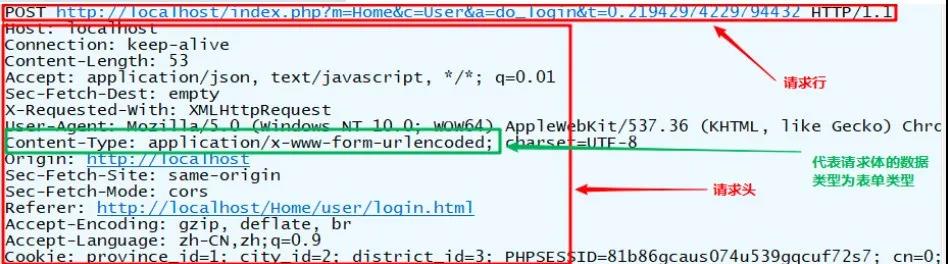 POST http://localhost/index.php?m=Home&c=User&a=do_login&t=0.219429/4229/94432 HTTP/1.1
请求行
Host: localhost
Connection: keep-alive
Content-Length: 53
Accept: application/json, text/javascript, */*; q=0.01
Sec-Fetch-Dest: empty
X-Requested-With: XMLHttpRequest
User-Agent: Mozilla/5.0 (Windows NT 10.0; WOW64) AppleWebKit/537.36 (KHTML, like Gecko) Chro
Content-Type: application/x-www-form-urlencoded; charset=UTF-8
代表请求体的数据
类型为表单类型
Origin: http://localhost
Sec-Fetch-Site: same-origin
Sec-Fetch-Mode: cors
请求头
Referer: http://localhost/Home/user/login.html
Accept-Encoding: gzip, deflate, br
Accept-Language: zh-CN,zh;q=0.9
Cookie: province_id=1; city_id=2; district_id=3; PHPSESSID=81b86gcaus074u539ggcuf72s7; cn=0;